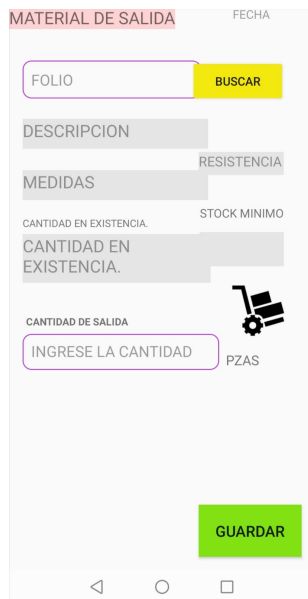 MATERIAL DE SALIDA
FECHA
FOLIO
BUSCAR
DESCRIPCION
RESISTENCIA
MEDIDAS
STOCK MINIMO
CANTIDAD EN EXISTENCIA.
CANTIDAD EN
EXISTENCIA.
CANTIDAD DE SALIDA
INGRESE LA CANTIDAD
PZAS
GUARDAR